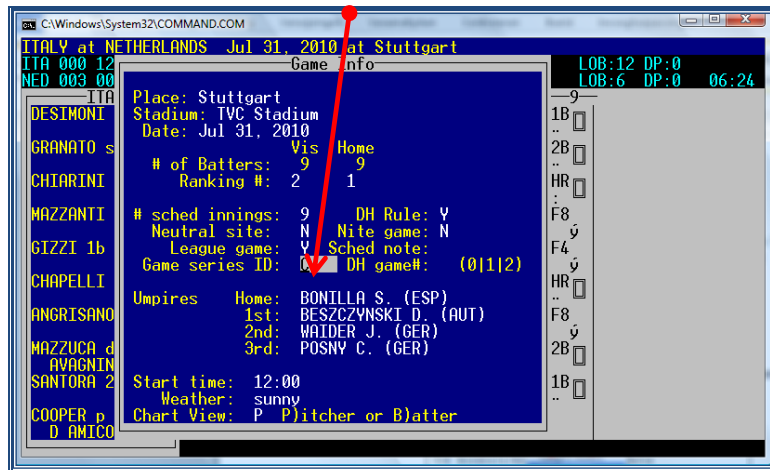 C:\Windows\System32\COMMAND.COM
ITALY at NETHERLANDS Jul 31, 2010 at Stuttgart
ITA 000 12 Game Info LOB:12 DP:0
NED 003 00 LOB:6 DP:0 06:24
ITA 9
Place: Stuttgart
DESIMONI Stadium: TVC Stadium 1B
Date: Jul 31, 2010
Vis Home
GRANATO s # of Batters: 9 9 2B
CHIARINI Ranking #: 2 1 HR
MAZZANTI # sched innings: 9 DH Rule: Y F8
Neutral site: N Nite game: N
GIZZI 1b League game: Y Sched note: F4
Game series ID: DH game#: (0|1|2)
CHAPELLI HR
Umpires Home: BONILLA S. (ESP)
ANGRISANO 1st: BESZCZYNSKI D. (AUT) F8
2nd: WAIDER J. (GER)
MAZZUCA d 3rd: POSNY C. (GER) 2B
AVAGNIN
SANTORA 2 Start time: 12:00 1B
Weather: sunny
COOPER p Chart View: P P)itcher or B)atter
D AMICO